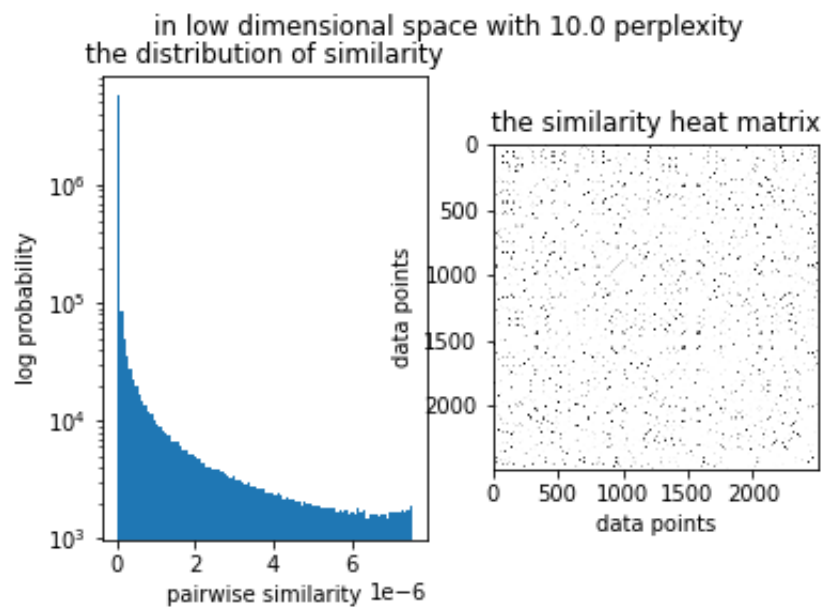 in low dimensional space with 10.0 perplexity
the distribution of similarity
10^6
10^5
10^4
10^3
log probability
0 2 4 6
pairwise similarity 1e−6
the similarity heat matrix
0
500
1000
1500
2000
data points
0 500 1000 1500 2000
data points